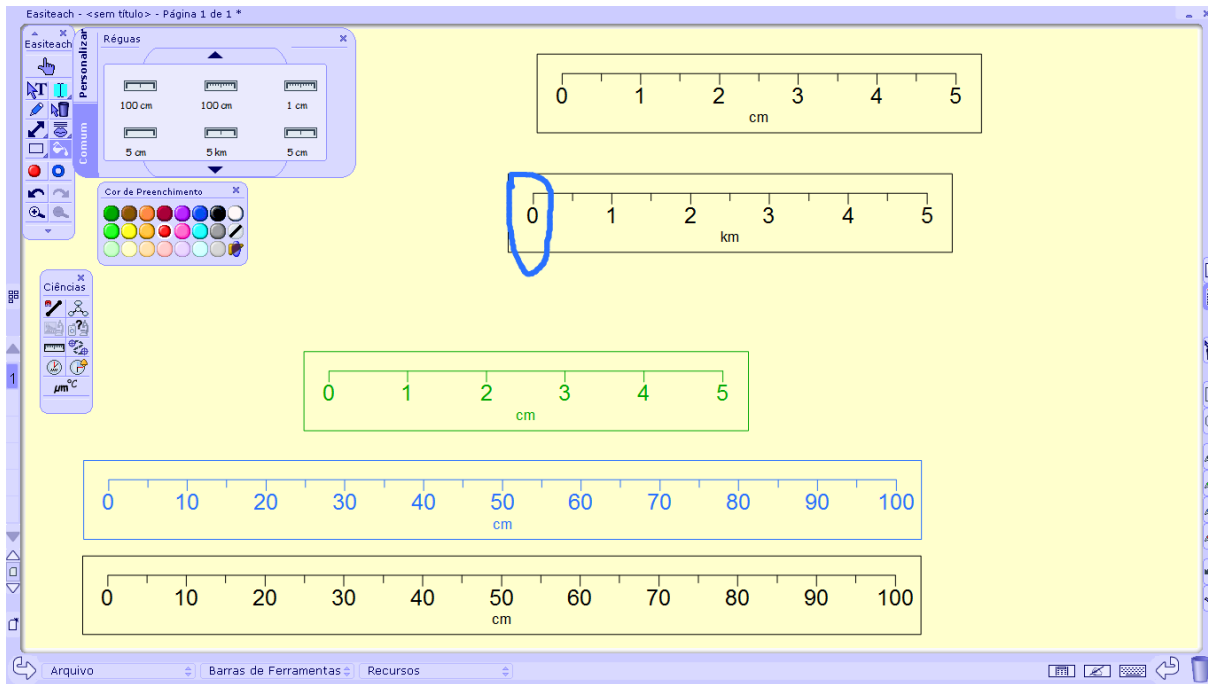 Easiteach - <sem título> - Página 1 de 1 *
Easiteach
T
Personalizar
Comum
Réguas
100 cm 100 cm 1 cm
5 cm 5 km 5 cm
Cor de Preenchimento
Ciências
?
µm°C
1
0 1 2 3 4 5
cm
0 1 2 3 4 5
km
0 1 2 3 4 5
cm
0 10 20 30 40 50 60 70 80 90 100
cm
0 10 20 30 40 50 60 70 80 90 100
cm
Arquivo Barras de Ferramentas Recursos